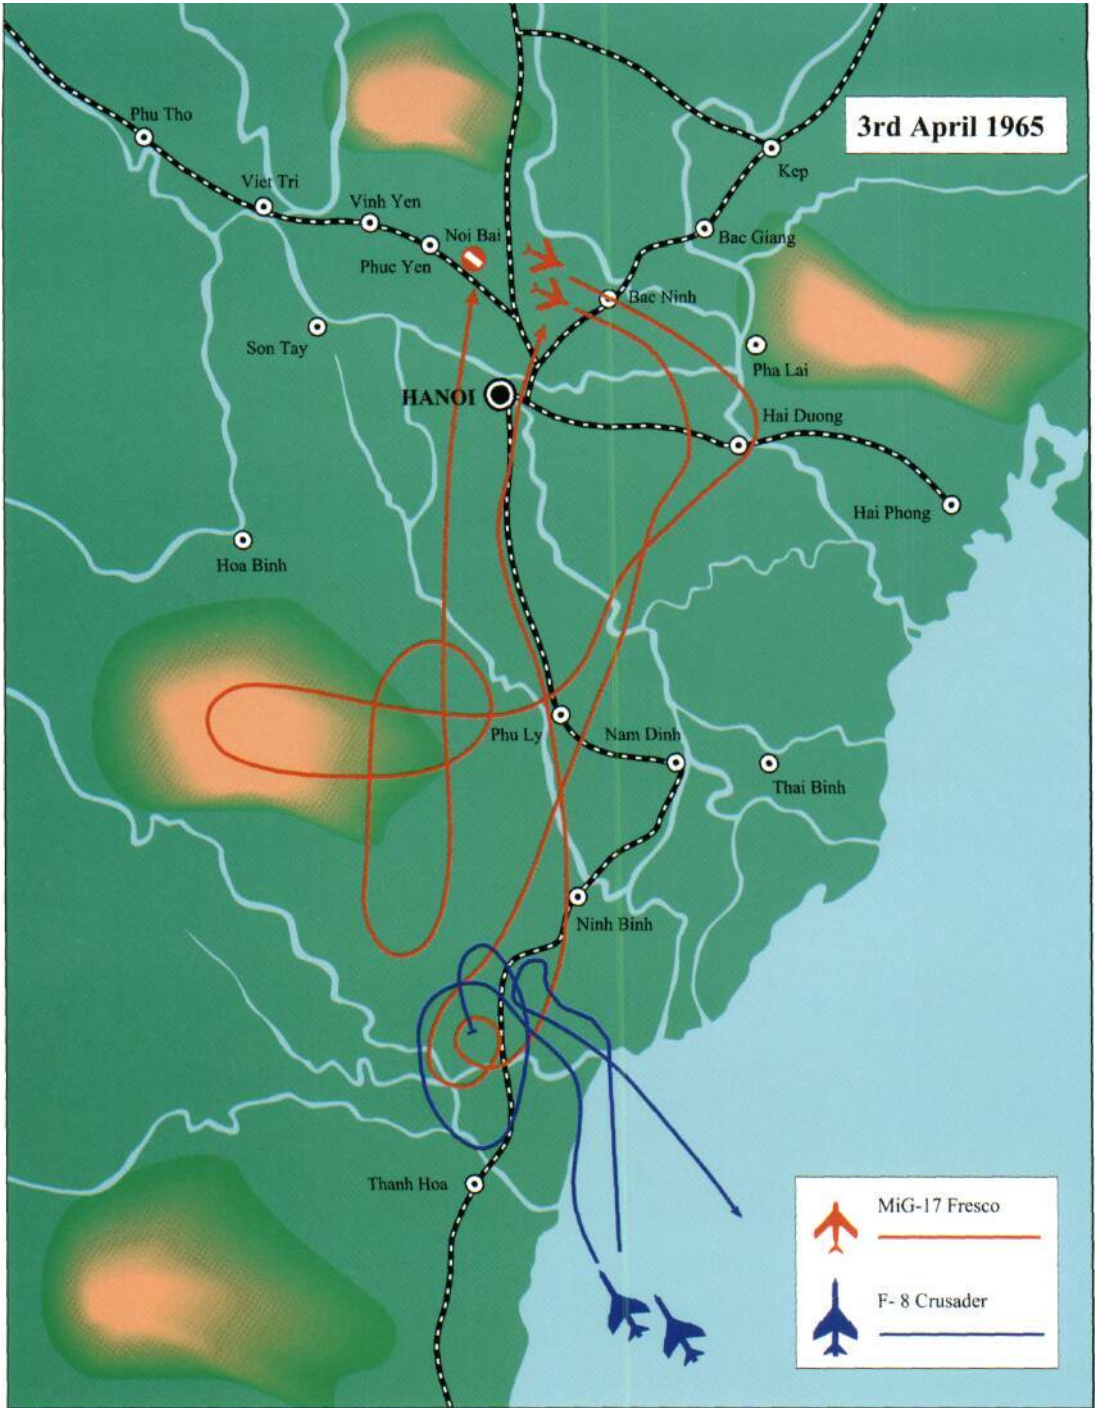 3rd April 1965
Phu Tho
Kep
Viet Tri
Vinh Yen
Noi Bai
Bac Giang
Phuc Yen
Bac Ninh
Son Tay
Pha Lai
HANOI
Hai Duong
Hai Phong
Hoa Binh
Phu Ly
Nam Dinh
Thai Binh
Ninh Binh
Thanh Hoa
MiG-17 Fresco
F- 8 Crusader